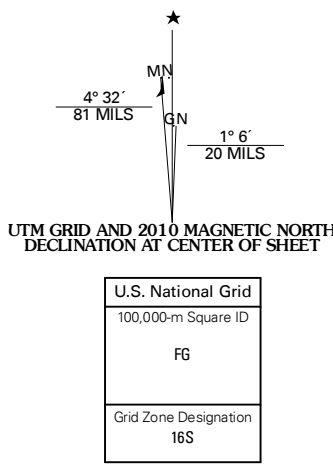 ★
MN
4° 32´
81 MILS
GN
1° 6´
20 MILS
UTM GRID AND 2010 MAGNETIC NORTH
DECLINATION AT CENTER OF SHEET
U.S. National Grid
100,000-m Square ID
FG
Grid Zone Designation
16S